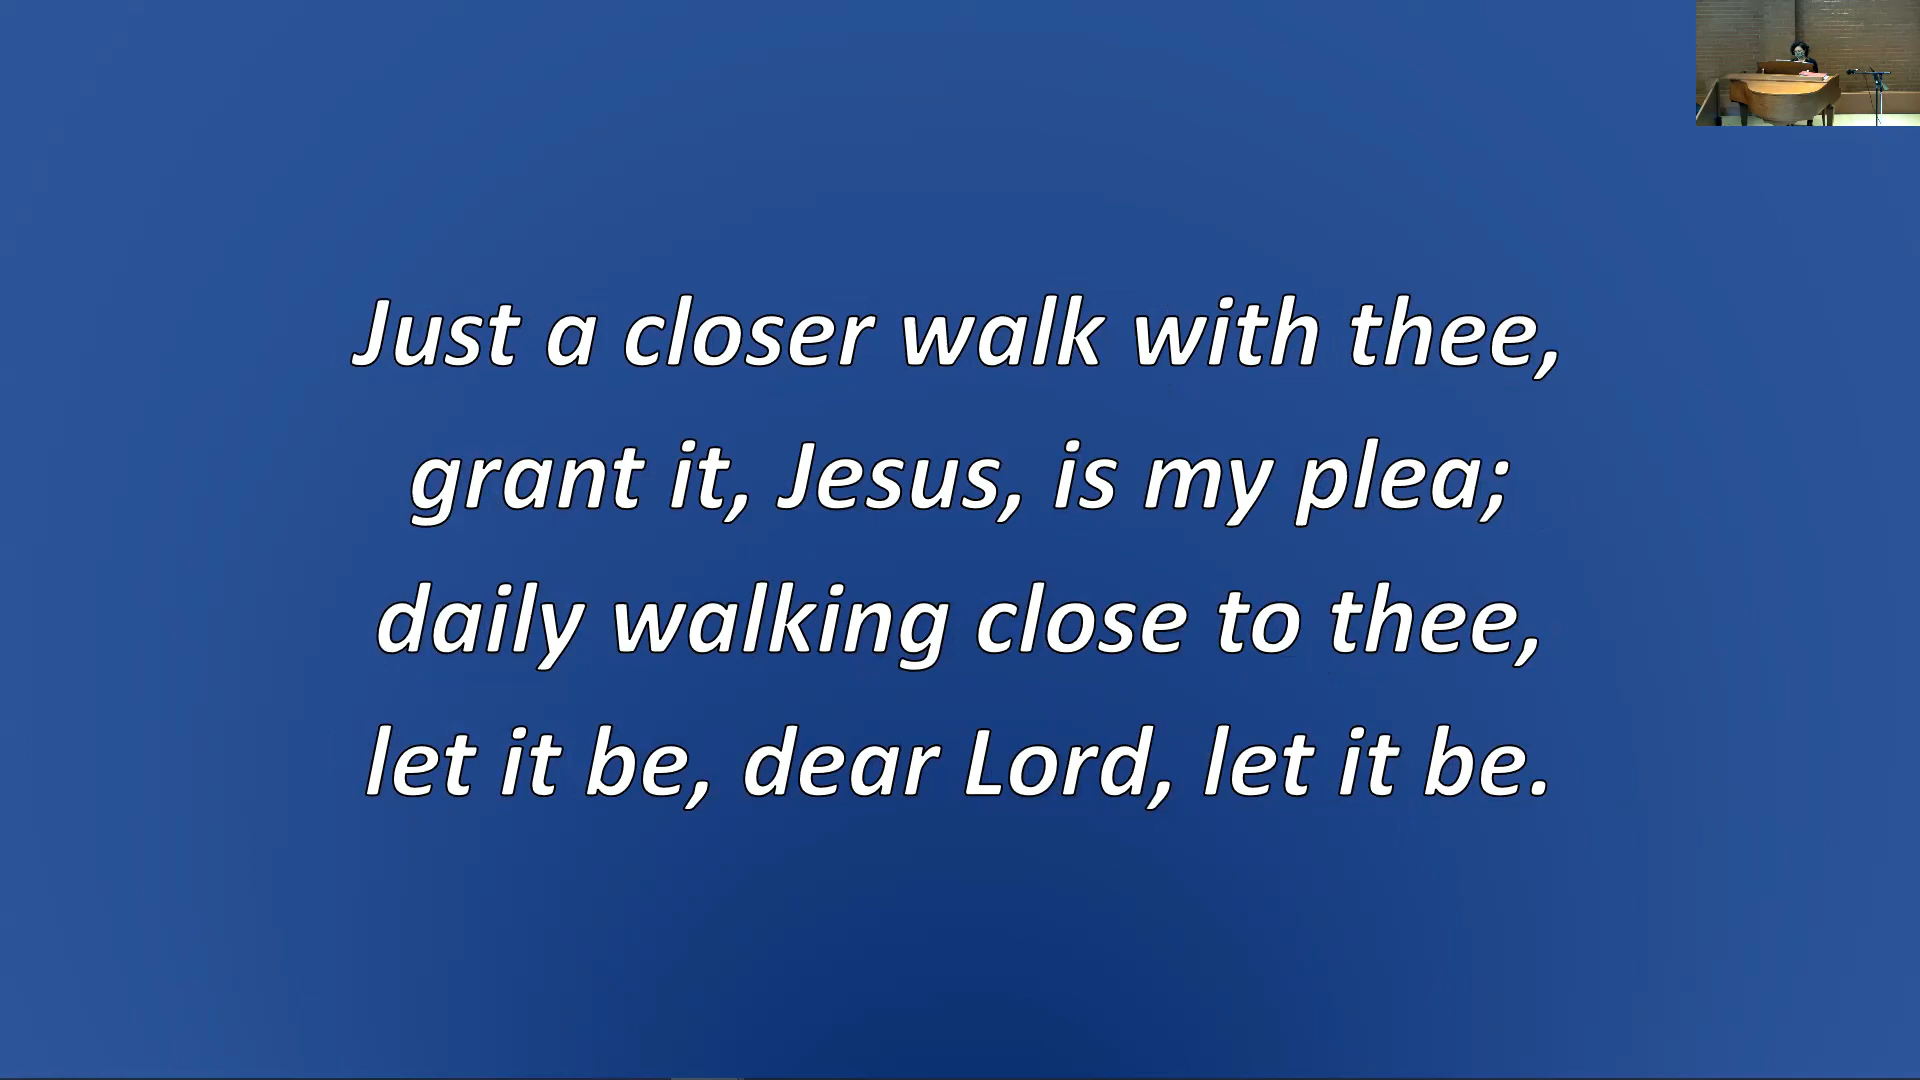 Just a closer walk with thee,
grant it, Jesus, is my plea;
daily walking close to thee,
let it be, dear Lord, let it be.